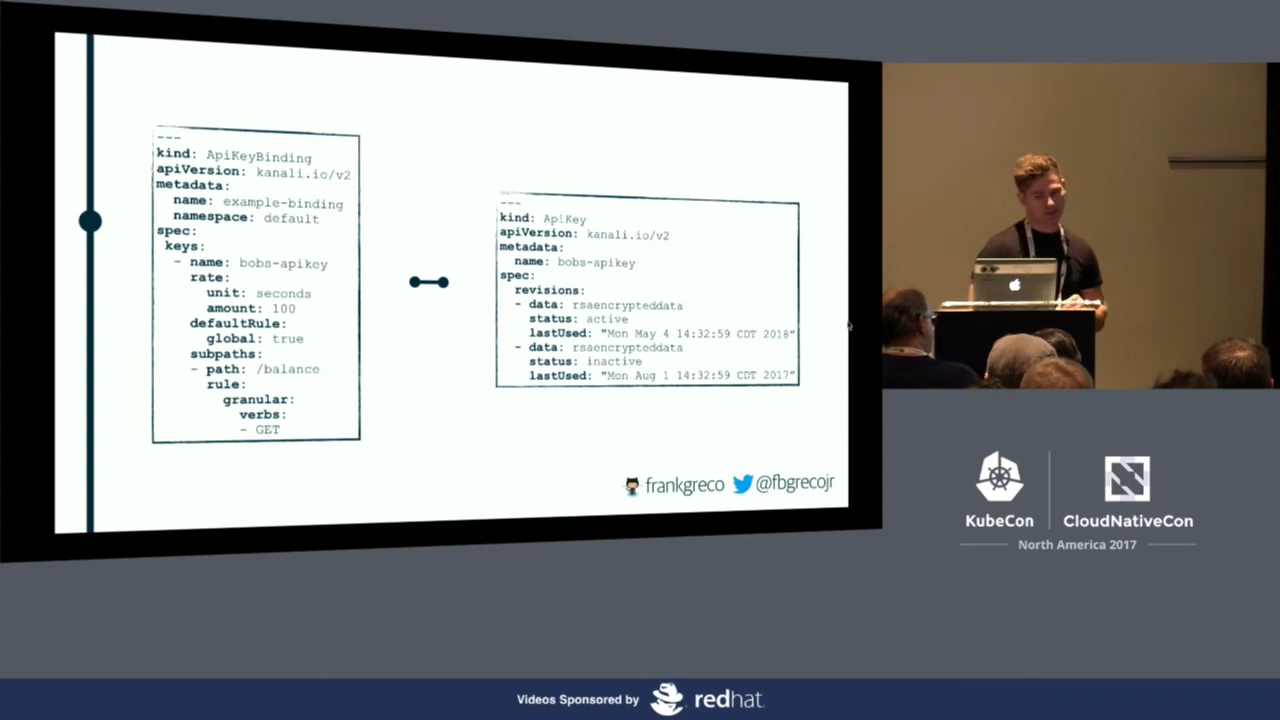 ---
kind: ApiKeyBinding
apiVersion: kanali.io/v2
metadata:
name: example-binding
namespace: default
spec:
keys:
- name: bobs-apikey
rate:
unit: seconds
amount: 100
defaultRule:
global: true
subpaths:
- path: /balance
rule:
granular:
verbs:
- GET
---
kind: ApiKey
apiVersion: kanali.io/v2
metadata:
name: bobs-apikey
spec:
revisions:
- data: rsaencrypteddata
status: active
lastUsed: "Mon May 4 14:32:59 CDT 2018"
- data: rsaencrypteddata
status: inactive
lastUsed: "Mon Aug 1 14:32:59 CDT 2017"
frankgreco @fbgrecojr
KubeCon CloudNativeCon
North America 2017
Videos Sponsored by redhat.